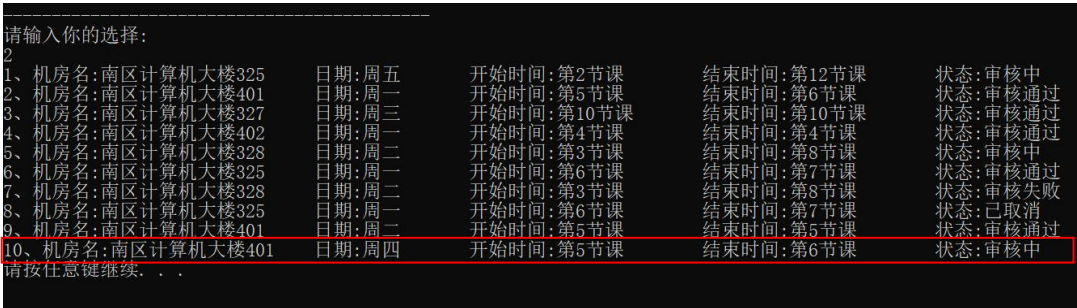 --------------------------------------------
请输入你的选择:
2
1、机房名:南区计算机大楼325 日期:周五 开始时间:第2节课 结束时间:第12节课 状态:审核中
2、机房名:南区计算机大楼401 日期:周一 开始时间:第5节课 结束时间:第6节课 状态:审核通过
3、机房名:南区计算机大楼327 日期:周三 开始时间:第10节课 结束时间:第10节课 状态:审核通过
4、机房名:南区计算机大楼402 日期:周一 开始时间:第4节课 结束时间:第4节课 状态:审核通过
5、机房名:南区计算机大楼328 日期:周二 开始时间:第3节课 结束时间:第8节课 状态:审核中
6、机房名:南区计算机大楼325 日期:周一 开始时间:第6节课 结束时间:第7节课 状态:审核通过
7、机房名:南区计算机大楼328 日期:周二 开始时间:第3节课 结束时间:第8节课 状态:审核失败
8、机房名:南区计算机大楼325 日期:周一 开始时间:第6节课 结束时间:第7节课 状态:已取消
9、机房名:南区计算机大楼401 日期:周二 开始时间:第5节课 结束时间:第5节课 状态:审核通过
10、机房名:南区计算机大楼401 日期:周四 开始时间:第5节课 结束时间:第6节课 状态:审核中
请按任意键继续. . .